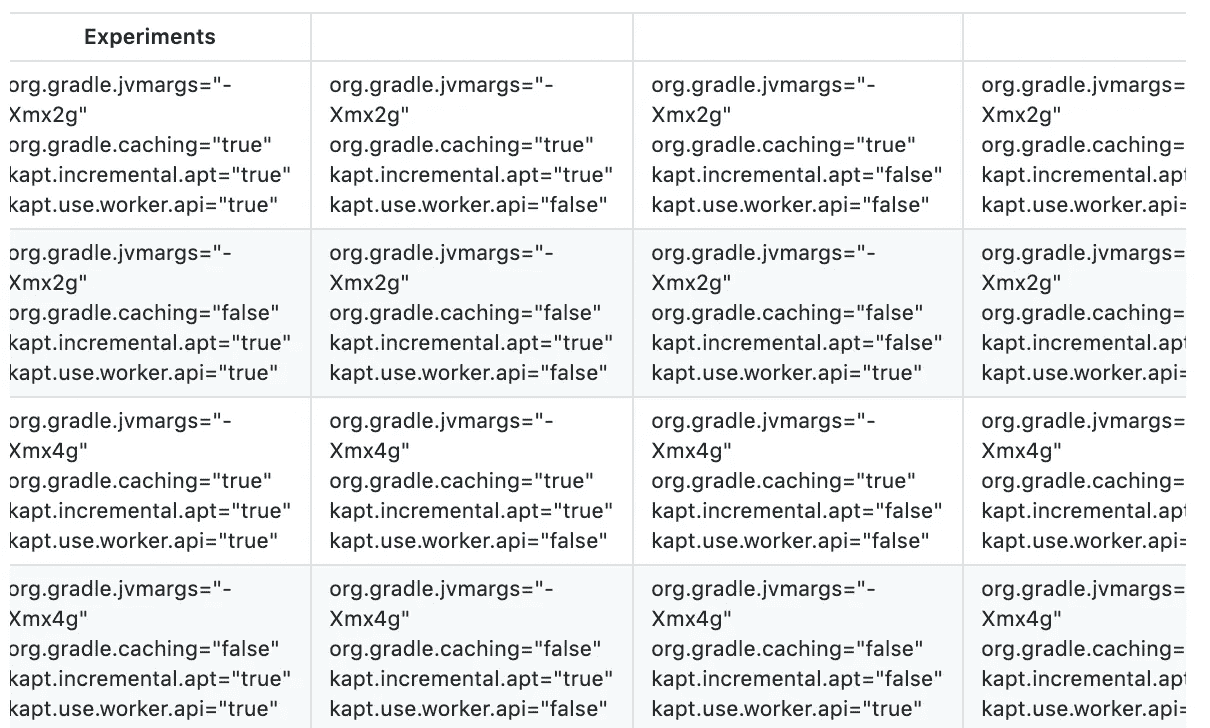 Experiments
org.gradle.jvmargs="-
Xmx2g"
org.gradle.caching="true"
kapt.incremental.apt="true"
kapt.use.worker.api="true"
org.gradle.jvmargs="-
Xmx2g"
org.gradle.caching="true"
kapt.incremental.apt="true"
kapt.use.worker.api="false"
org.gradle.jvmargs="-
Xmx2g"
org.gradle.caching="true"
kapt.incremental.apt="false"
kapt.use.worker.api="false"
org.gradle.jvmargs=
Xmx2g"
org.gradle.caching=
kapt.incremental.apt
kapt.use.worker.api=
org.gradle.jvmargs="-
Xmx2g"
org.gradle.caching="false"
kapt.incremental.apt="true"
kapt.use.worker.api="true"
org.gradle.jvmargs="-
Xmx2g"
org.gradle.caching="false"
kapt.incremental.apt="true"
kapt.use.worker.api="false"
org.gradle.jvmargs="-
Xmx2g"
org.gradle.caching="false"
kapt.incremental.apt="false"
kapt.use.worker.api="true"
org.gradle.jvmargs=
Xmx2g"
org.gradle.caching=
kapt.incremental.apt
kapt.use.worker.api=
org.gradle.jvmargs="-
Xmx4g"
org.gradle.caching="true"
kapt.incremental.apt="true"
kapt.use.worker.api="true"
org.gradle.jvmargs="-
Xmx4g"
org.gradle.caching="true"
kapt.incremental.apt="true"
kapt.use.worker.api="false"
org.gradle.jvmargs="-
Xmx4g"
org.gradle.caching="true"
kapt.incremental.apt="false"
kapt.use.worker.api="false"
org.gradle.jvmargs=
Xmx4g"
org.gradle.caching=
kapt.incremental.apt
kapt.use.worker.api=
org.gradle.jvmargs="-
Xmx4g"
org.gradle.caching="false"
kapt.incremental.apt="true"
kapt.use.worker.api="true"
org.gradle.jvmargs="-
Xmx4g"
org.gradle.caching="false"
kapt.incremental.apt="true"
kapt.use.worker.api="false"
org.gradle.jvmargs="-
Xmx4g"
org.gradle.caching="false"
kapt.incremental.apt="false"
kapt.use.worker.api="true"
org.gradle.jvmargs=
Xmx4g"
org.gradle.caching=
kapt.incremental.apt
kapt.use.worker.api=